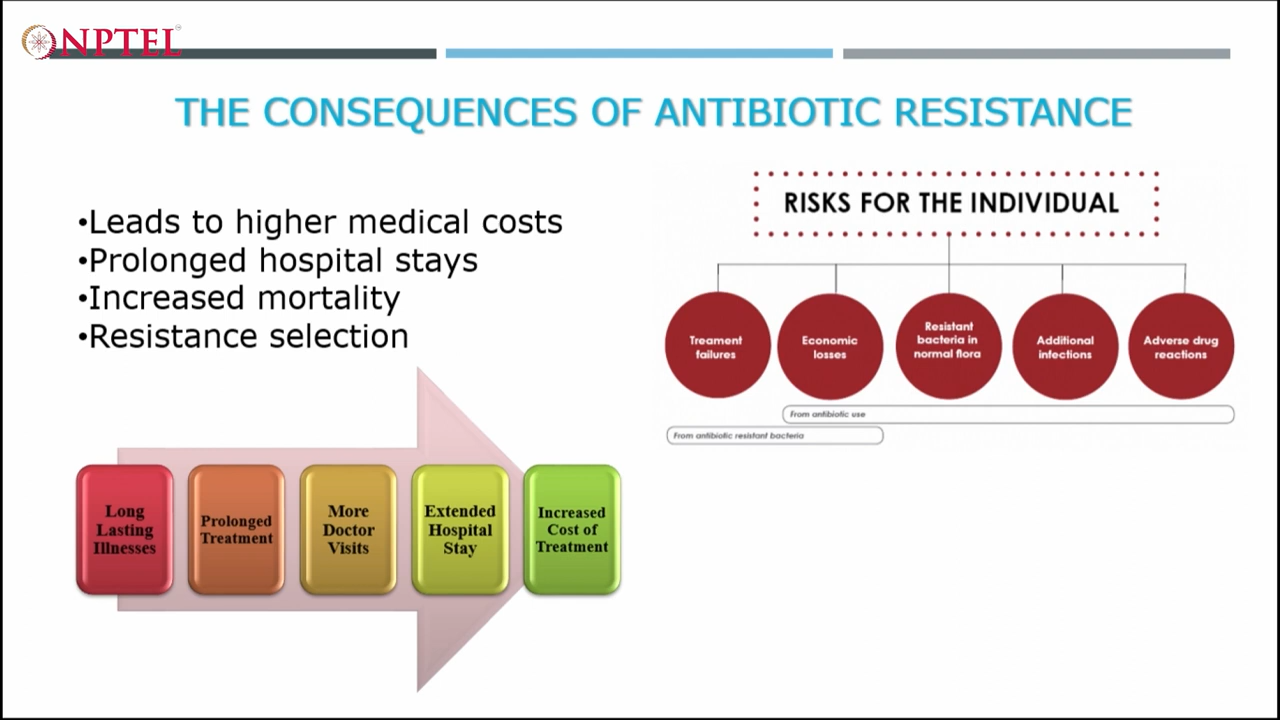 NPTEL
THE CONSEQUENCES OF ANTIBIOTIC RESISTANCE
•Leads to higher medical costs
•Prolonged hospital stays
•Increased mortality
•Resistance selection
RISKS FOR THE INDIVIDUAL
Treament
failures
Economic
losses
Resistant
bacteria in
normal flora
Additional
infections
Adverse drug
reactions
From antibiotic use
From antibiotic resistant bacteria
Long
Lasting
Illnesses
Prolonged
Treatment
More
Doctor
Visits
Extended
Hospital
Stay
Increased
Cost of
Treatment